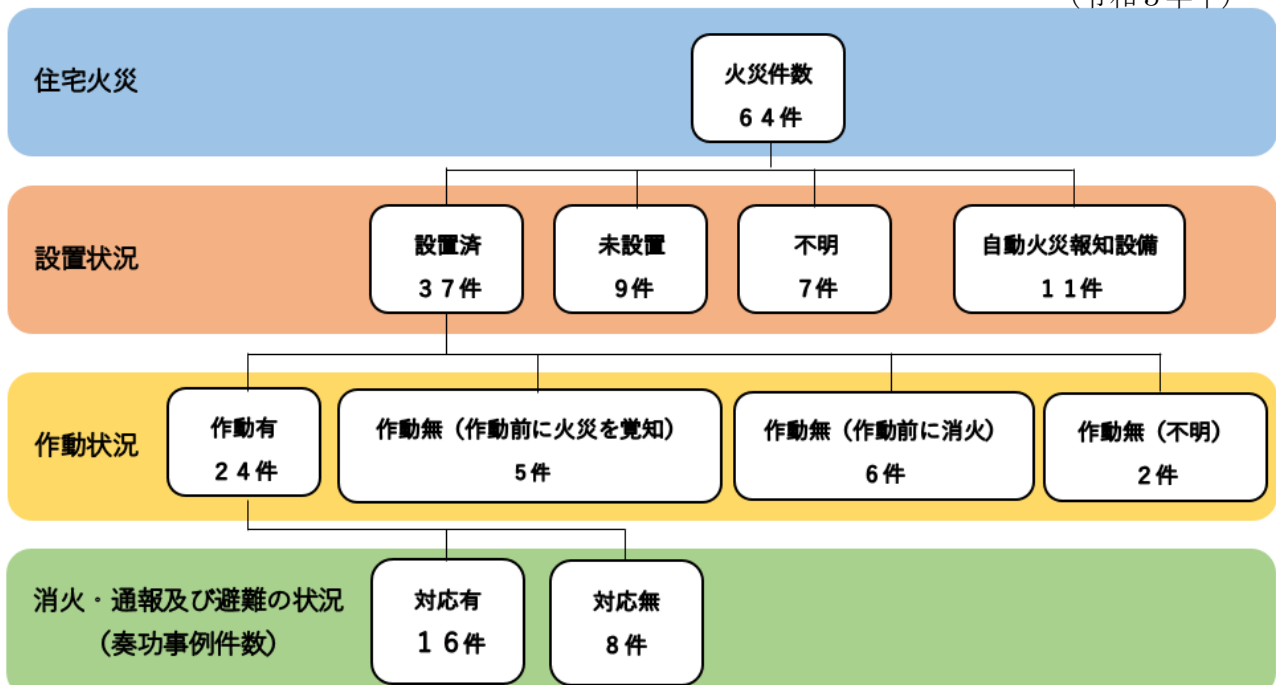 住宅火災
火災件数
64件
設置状況
設置済
37件
未設置
9件
不明
7件
自動火災報知設備
11件
作動状況
作動有
24件
作動無（作動前に火災を覚知）
5件
作動無（作動前に消火）
6件
作動無（不明）
2件
消火・通報及び避難の状況
（奏功事例件数）
対応有
16件
対応無
8件